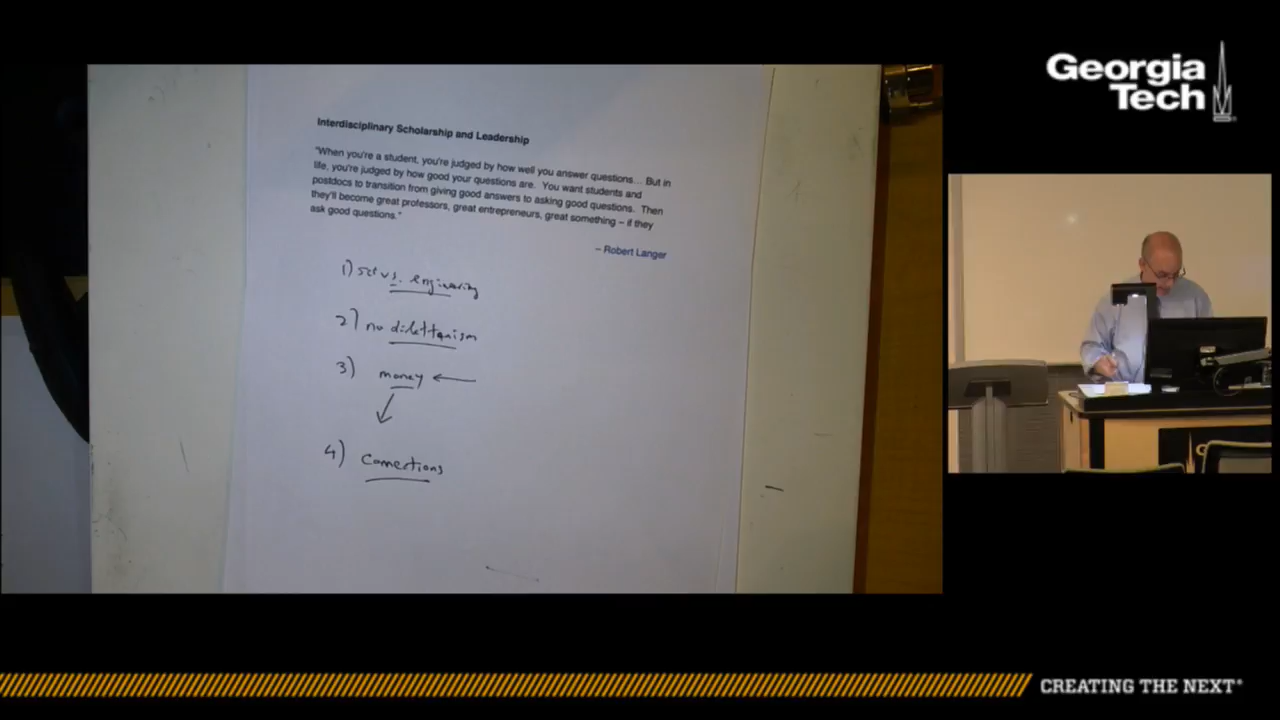 Georgia
Tech
Interdisciplinary Scholarship and Leadership
"When you're a student, you're judged by how well you answer questions... But in
life, you're judged by how good your questions are. You want students and
postdocs to transition from giving good answers to asking good questions. Then
they'll become great professors, great entrepreneurs, great something – if they
ask good questions."
– Robert Langer
1) sci vs. engineering
2) no dilettanism
3) money
4) Connections
CREATING THE NEXT